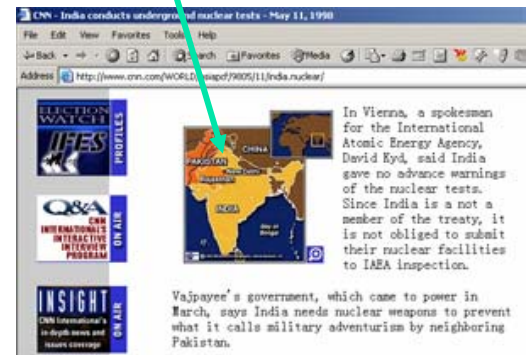 CNN - India conducts underground nuclear tests - May 11, 1998
File Edit View Favorites Tools Help
Back Search Favorites Media
Address http://www.cnn.com/WORLD/asiapcf/9805/11/india.nuclear/
ELECTION
WATCH
IFES
PROFILES
Q&A
CNN
INTERNATIONAL'S
INTERACTIVE
INTERVIEW
PROGRAM
ON AIR
INSIGHT
CNN International's
in-depth news and
issues coverage
ON AIR
CHINA
PAKISTAN
New Delhi
Rajasthan
INDIA
Bay of
Bengal
In Vienna, a spokesman
for the International
Atomic Energy Agency,
David Kyd, said India
gave no advance warnings
of the nuclear tests.
Since India is a not a
member of the treaty, it
is not obliged to submit
their nuclear facilities
to IAEA inspection.
Vajpayee's government, which came to power in
March, says India needs nuclear weapons to prevent
what it calls military adventurism by neighboring
Pakistan.